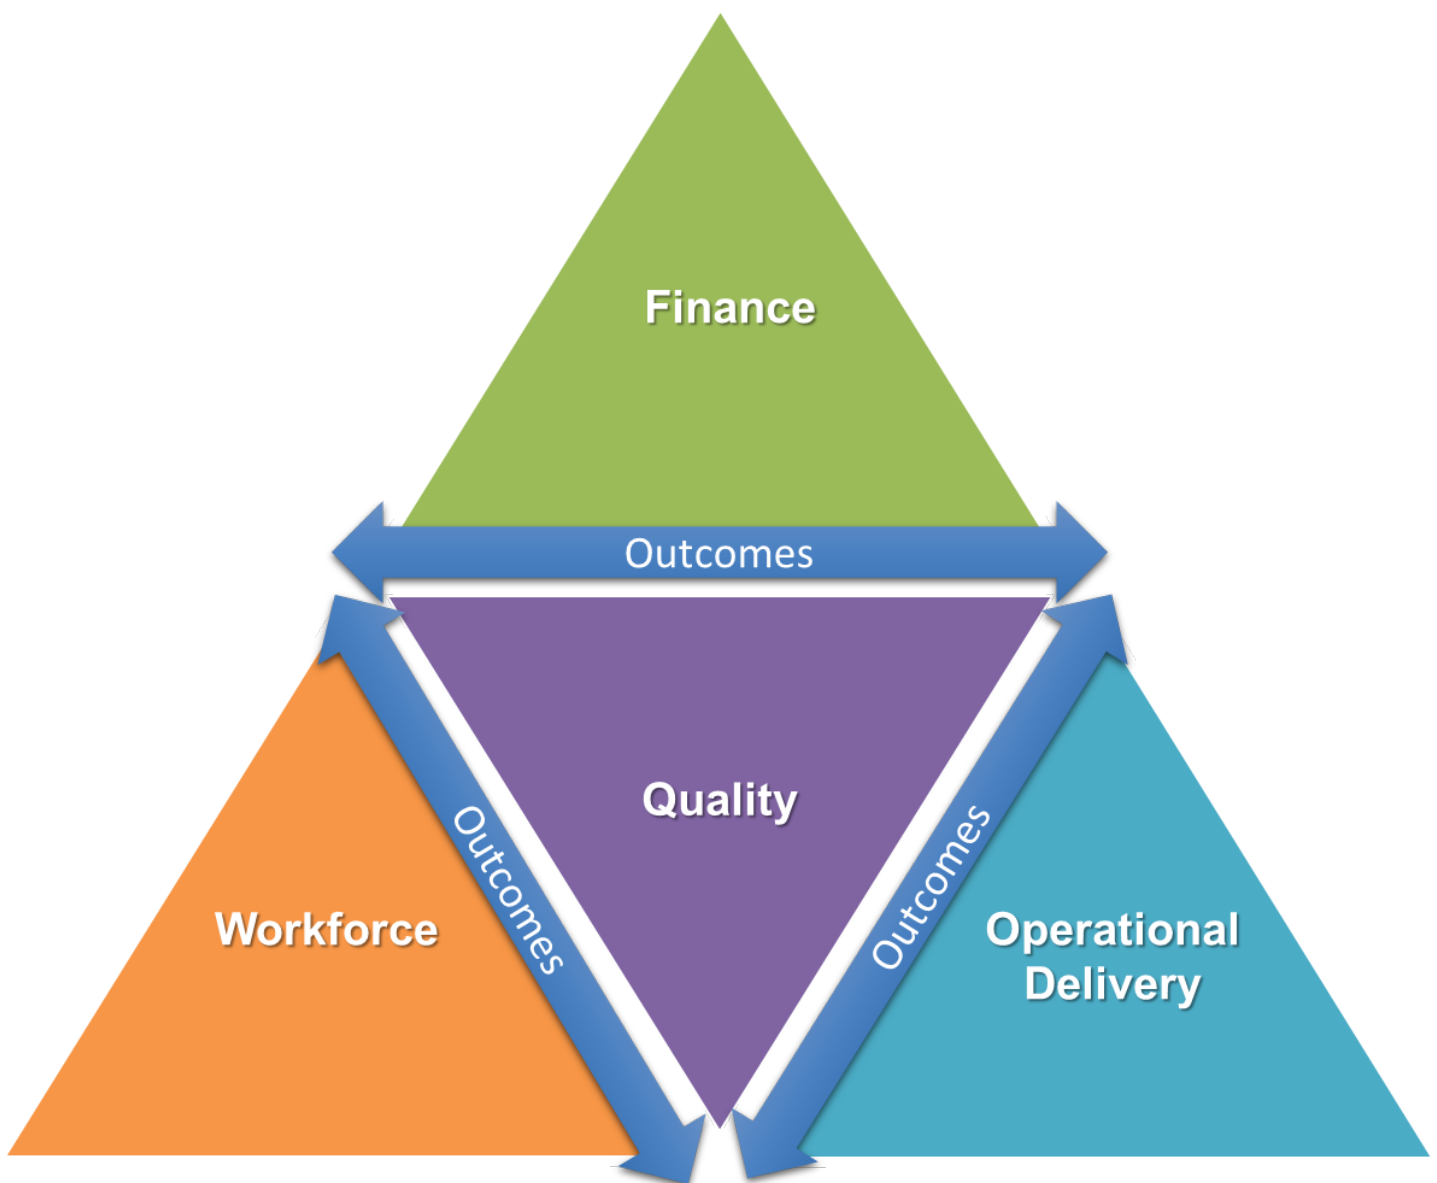 Finance
Outcomes
Quality
Outcomes
Outcomes
Workforce
Operational
Delivery